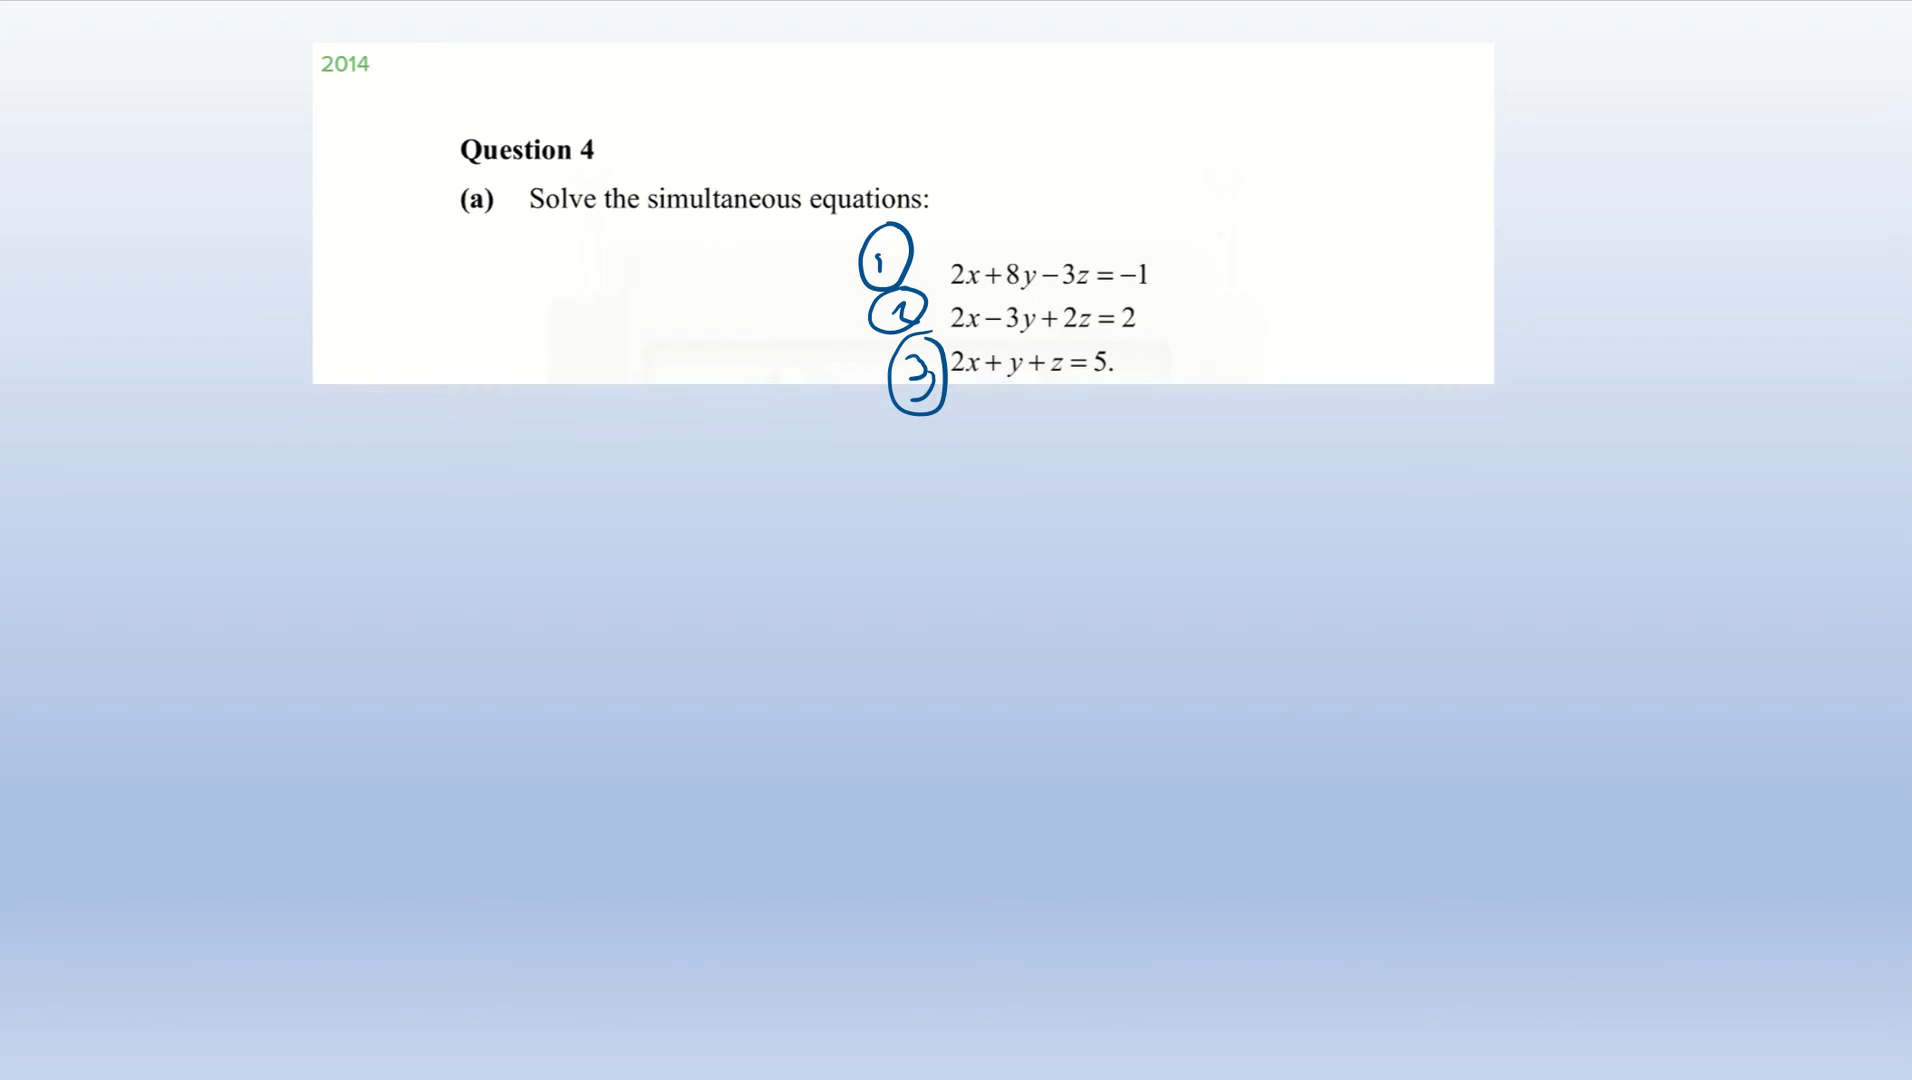 2014
Question 4
(a) Solve the simultaneous equations:
1 2x+8y−3z=−1
2 2x−3y+2z=2
3 2x+y+z=5.